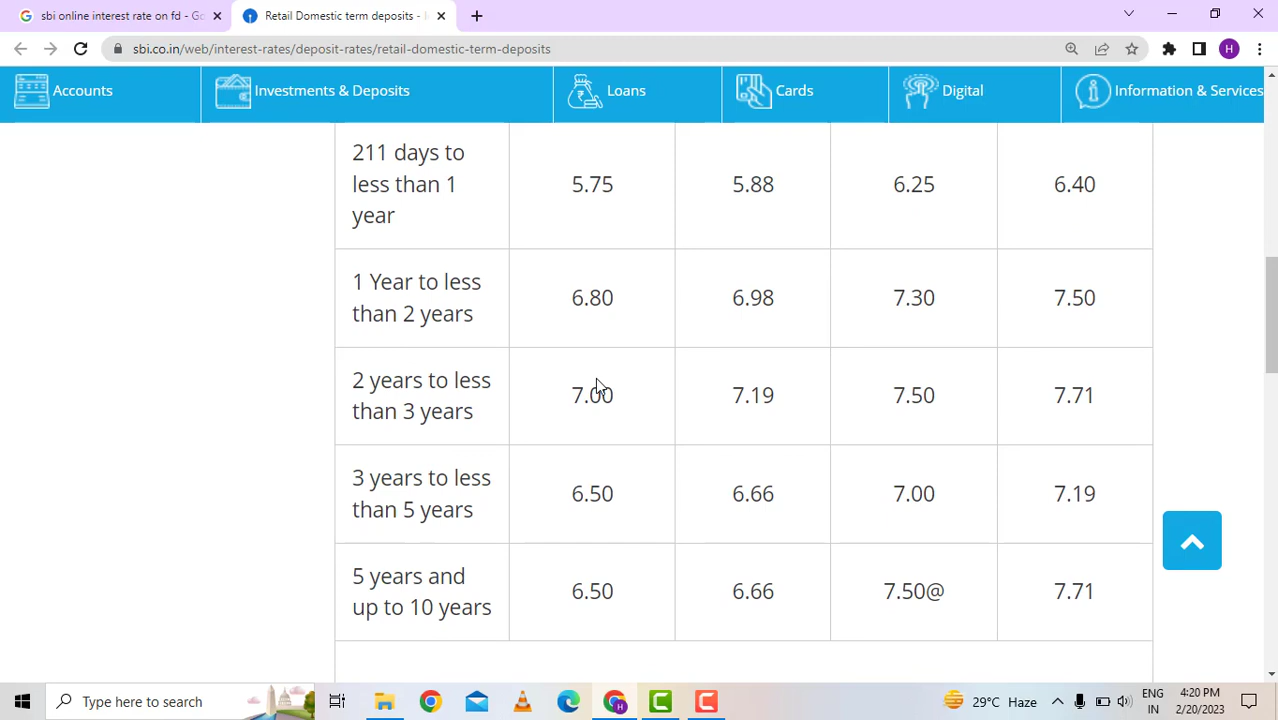 sbi online interest rate on fd - Go
Retail Domestic term deposits - I
sbi.co.in/web/interest-rates/deposit-rates/retail-domestic-term-deposits
H
Accounts
Investments & Deposits
Loans
Cards
Digital
Information & Services
211 days to
less than 1
year
5.75
5.88
6.25
6.40
1 Year to less
than 2 years
6.80
6.98
7.30
7.50
2 years to less
than 3 years
7.00
7.19
7.50
7.71
3 years to less
than 5 years
6.50
6.66
7.00
7.19
5 years and
up to 10 years
6.50
6.66
7.50@
7.71
Type here to search
29°C Haze
ENG
IN
4:20 PM
2/20/2023